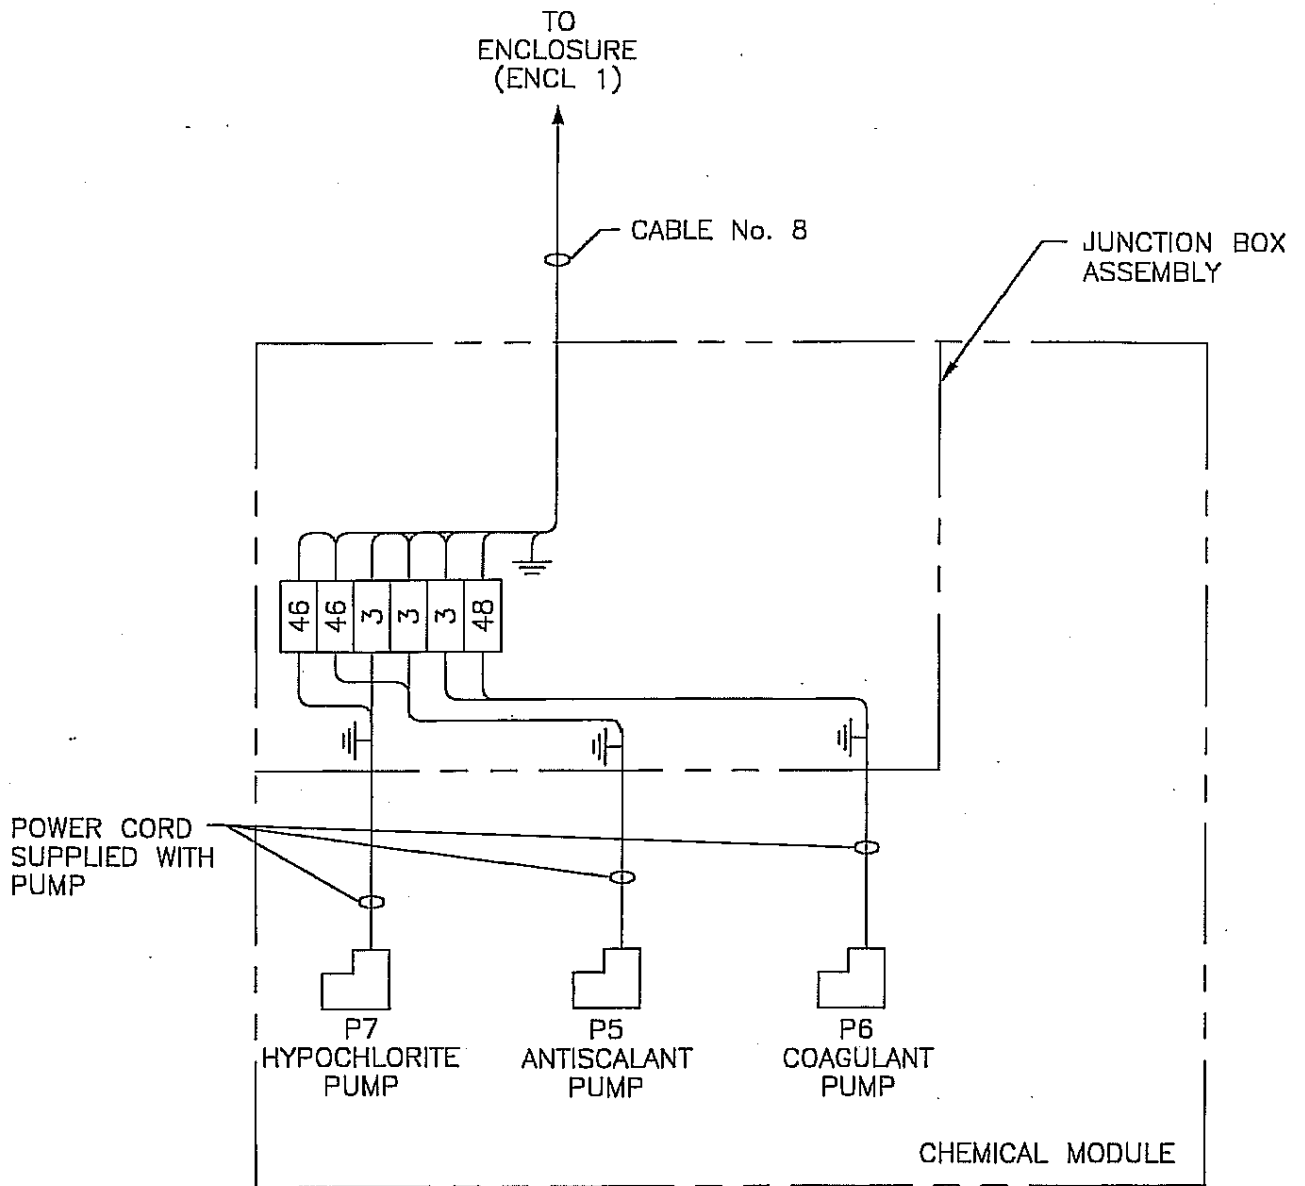 TO
ENCLOSURE
(ENCL 1)
CABLE No. 8
JUNCTION BOX
ASSEMBLY
46 46 3 3 3 48
POWER CORD
SUPPLIED WITH
PUMP
P7
HYPOCHLORITE
PUMP
P5
ANTISCALANT
PUMP
P6
COAGULANT
PUMP
CHEMICAL MODULE